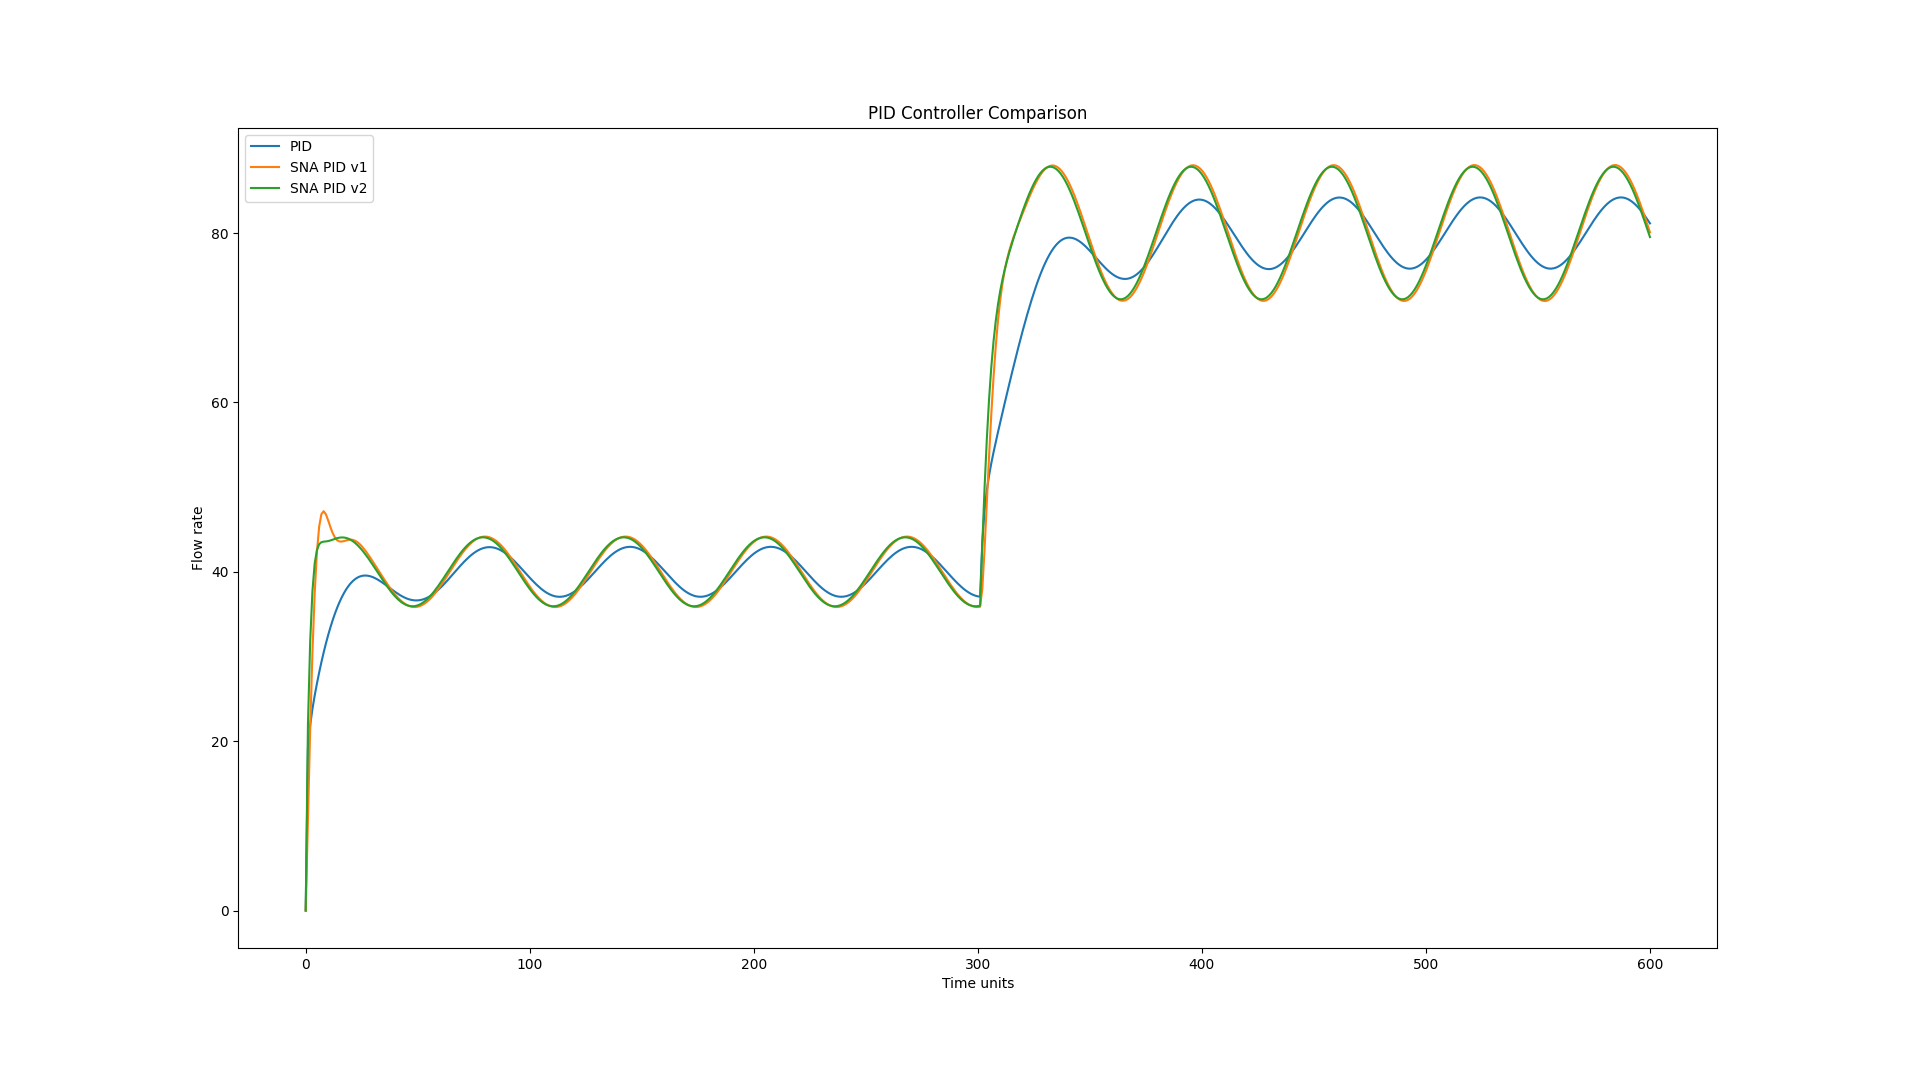 PID Controller Comparison
PID
SNA PID v1
SNA PID v2
Flow rate
80
60
40
20
0
0 100 200 300 400 500 600
Time units